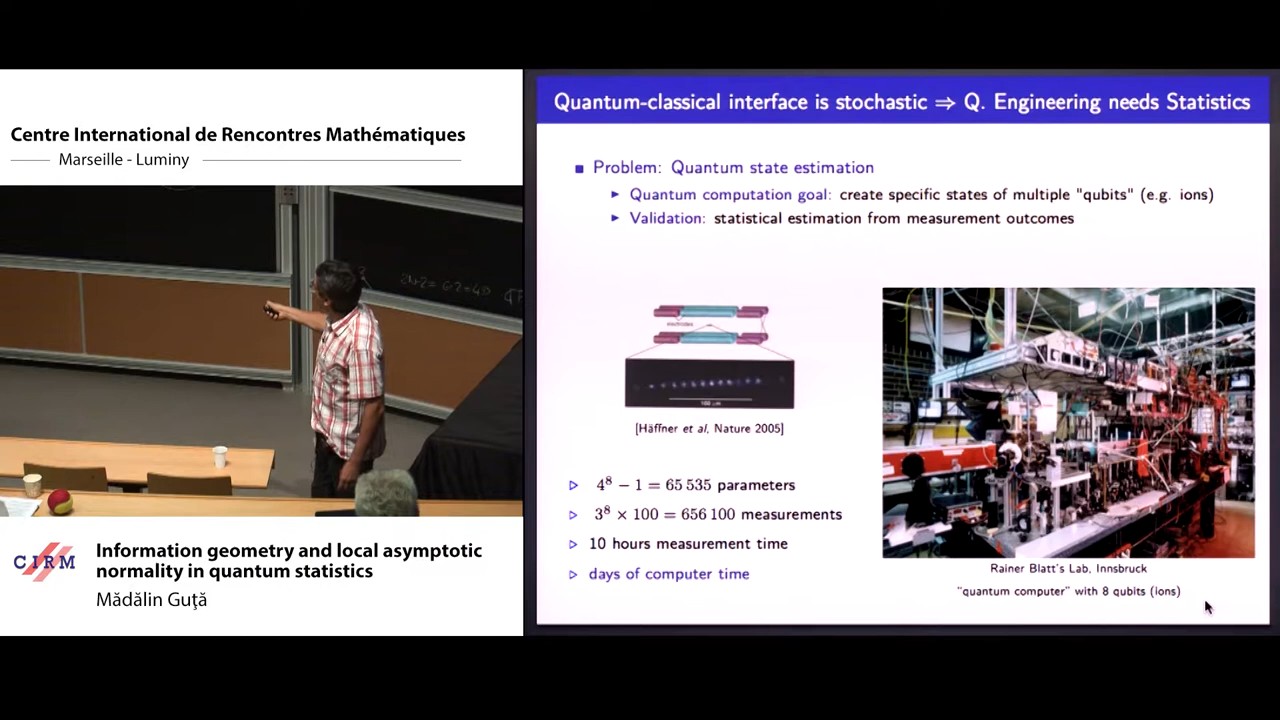 Centre International de Rencontres Mathématiques
Marseille - Luminy
CIRM
Information geometry and local asymptotic
normality in quantum statistics
Mădălin Guţă
Quantum-classical interface is stochastic ⇒ Q. Engineering needs Statistics
Problem: Quantum state estimation
Quantum computation goal: create specific states of multiple "qubits" (e.g. ions)
Validation: statistical estimation from measurement outcomes
electrodes
[Häffner et al, Nature 2005]
4⁸ − 1 = 65 535 parameters
3⁸ × 100 = 656 100 measurements
10 hours measurement time
days of computer time
Rainer Blatt's Lab, Innsbruck
"quantum computer" with 8 qubits (ions)